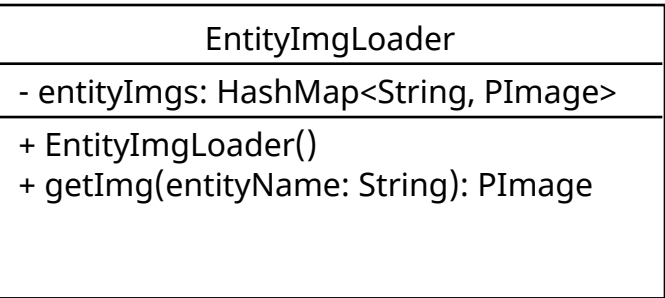 EntityImgLoader
- entityImgs: HashMap<String, PImage>
+ EntityImgLoader()
+ getImg(entityName: String): PImage